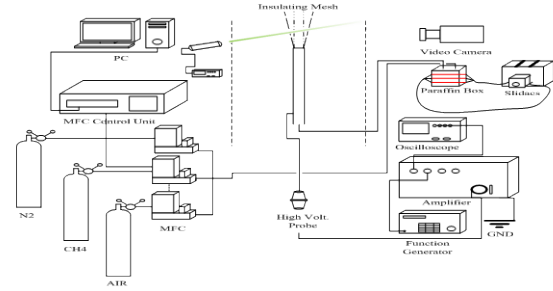 Insulating Mesh
Video Camera
PC
Paraffin Box
Slidacs
MFC Control Unit
Oscilloscope
N2
CH4
MFC
High Volt.
Probe
Amplifier
GND
Function
Generator
AIR